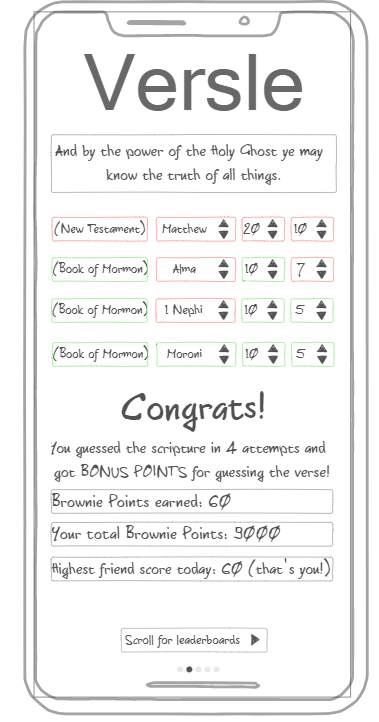 Versle
And by the power of the Holy Ghost ye may
know the truth of all things.
(New Testament) Matthew 20 10
(Book of Mormon) Alma 10 7
(Book of Mormon) 1 Nephi 10 5
(Book of Mormon) Moroni 10 5
Congrats!
You guessed the scripture in 4 attempts and
got BONUS POINTS for guessing the verse!
Brownie Points earned: 60
Your total Brownie Points: 9000
Highest friend score today: 60 (that's you!)
Scroll for leaderboards